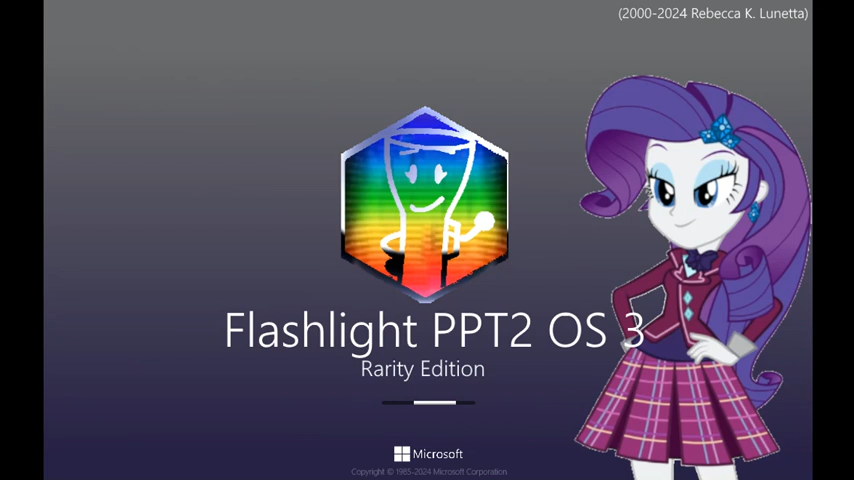 (2000-2024 Rebecca K. Lunetta)
Flashlight PPT2 OS 3
Rarity Edition
Microsoft
Copyright © 1985-2024 Microsoft Corporation